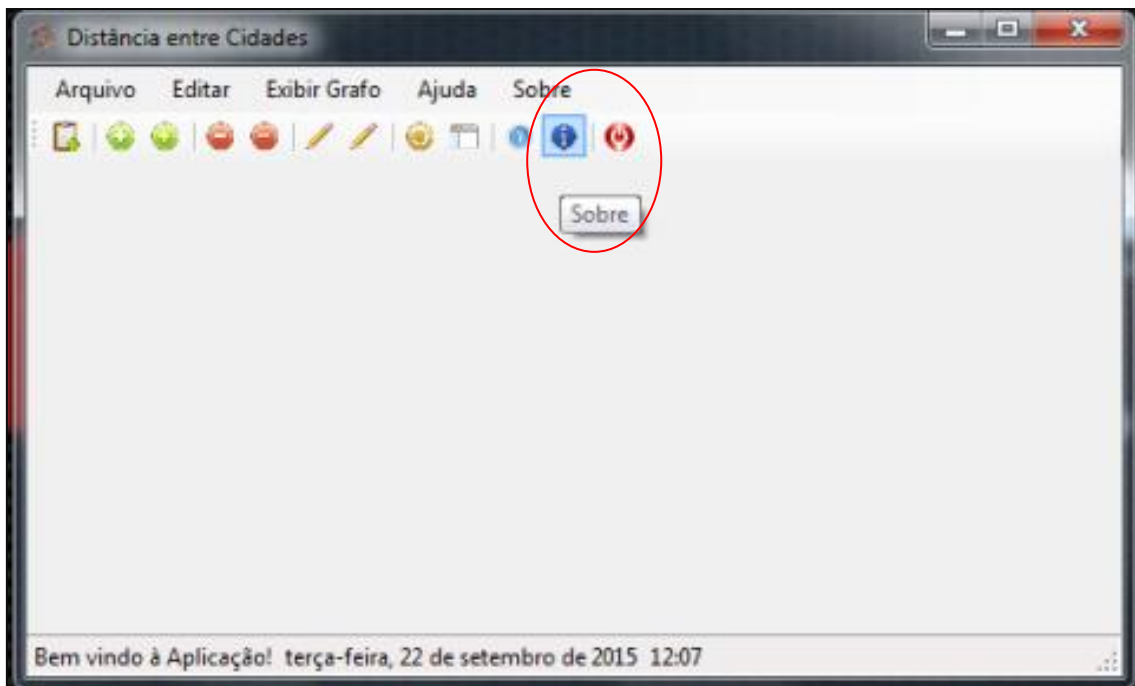 Distância entre Cidades
Arquivo Editar Exibir Grafo Ajuda Sobre
Sobre
Bem vindo à Aplicação! terça-feira, 22 de setembro de 2015 12:07